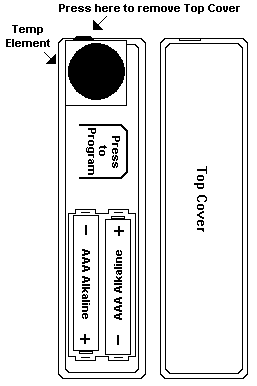 Press here to remove Top Cover
Temp
Element
Press
to
Program
Top Cover
− AAA Alkaline +
+ AAA Alkaline −